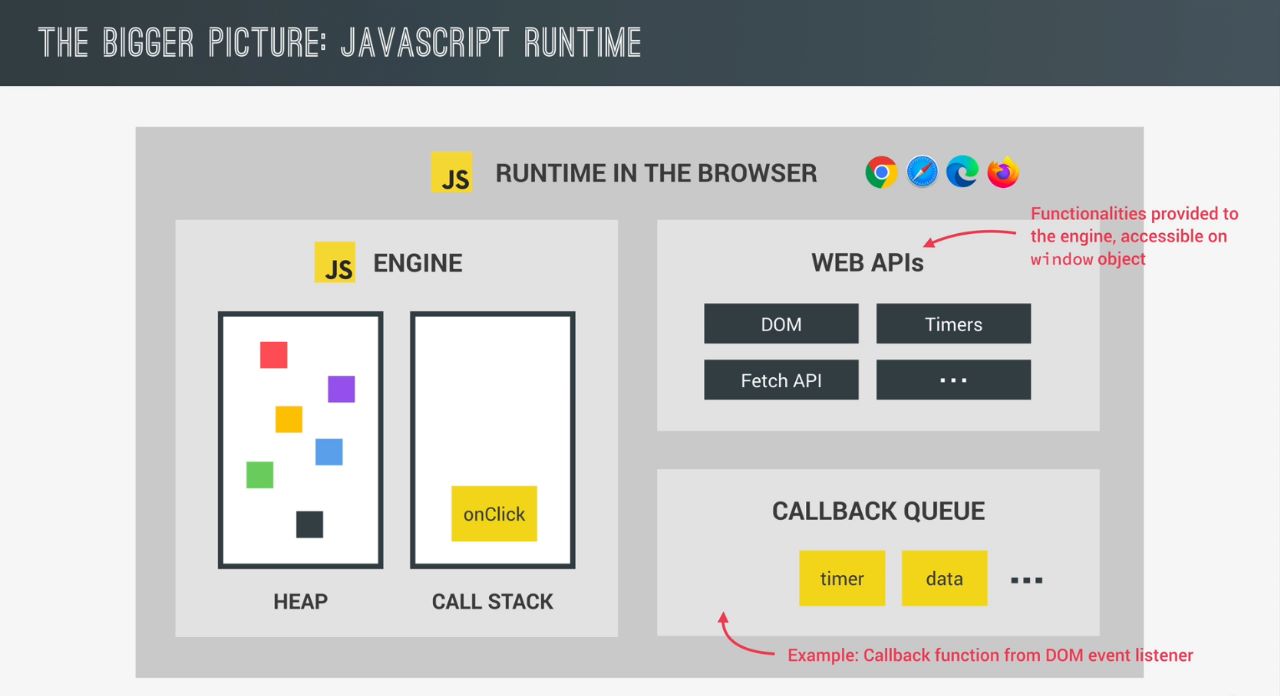 THE BIGGER PICTURE: JAVASCRIPT RUNTIME
JS RUNTIME IN THE BROWSER
Functionalities provided to
the engine, accessible on
window object
JS ENGINE
WEB APIs
DOM
Timers
Fetch API
...
onClick
HEAP
CALL STACK
CALLBACK QUEUE
timer
data
...
Example: Callback function from DOM event listener